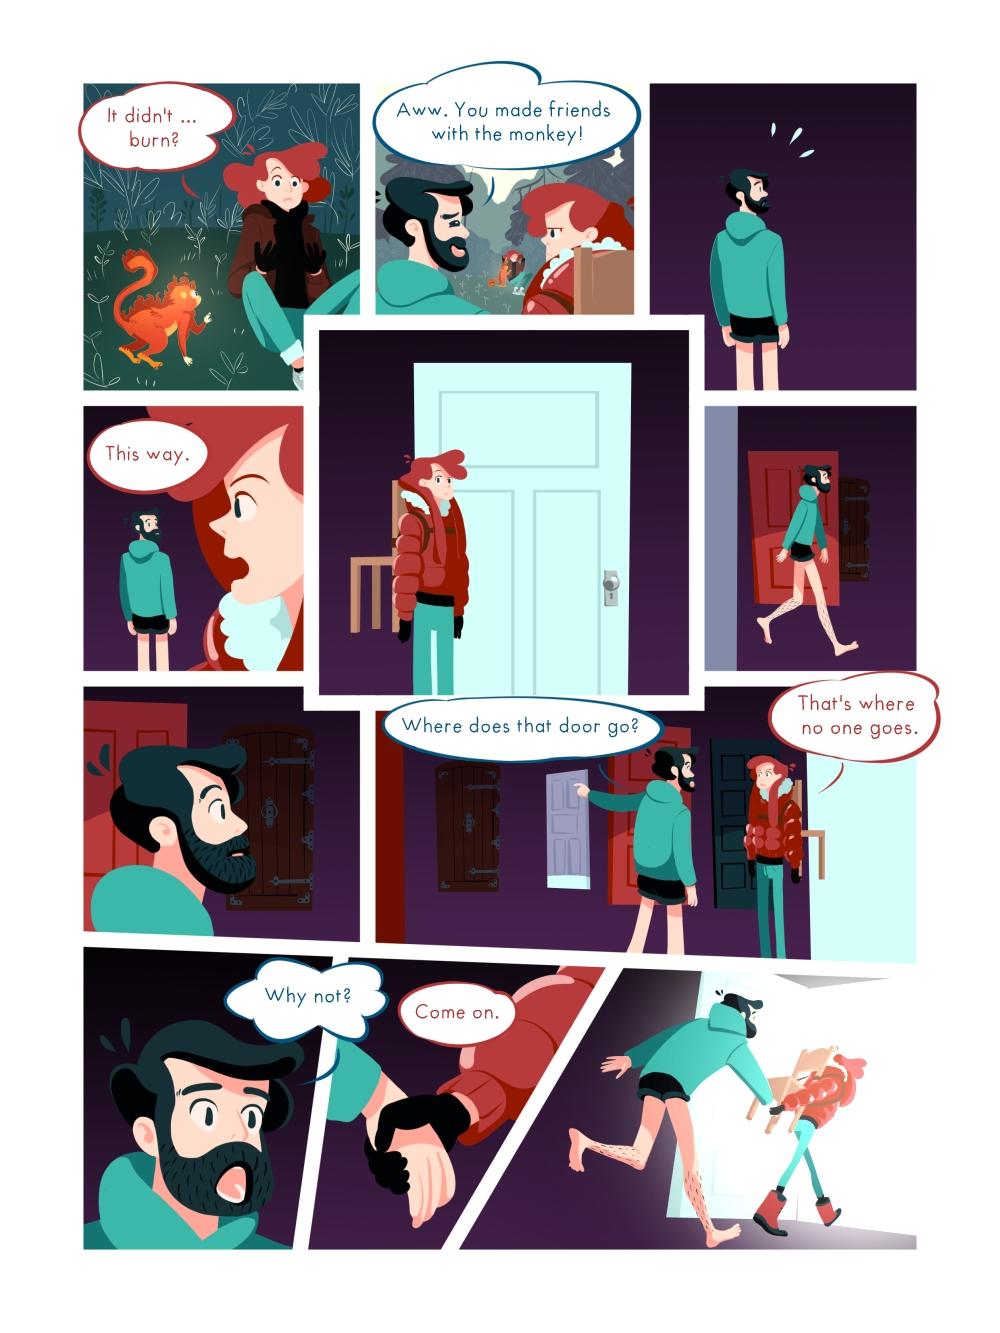 It didn't ...
burn?
Aww. You made friends
with the monkey!
This way.
Where does that door go?
That's where
no one goes.
Why not?
Come on.